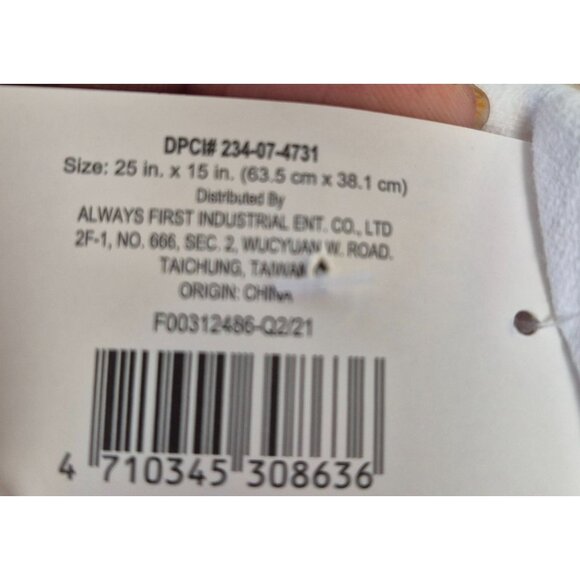 DPCI# 234-07-4731
Size: 25 in. x 15 in. (63.5 cm x 38.1 cm)
Distributed By
ALWAYS FIRST INDUSTRIAL ENT. CO., LTD
2F-1, NO. 666, SEC. 2, WUCYUAN W. ROAD.
TAICHUNG, TAIWAN
ORIGIN: CHINA
F00312486-Q2/21
4 710345 308636